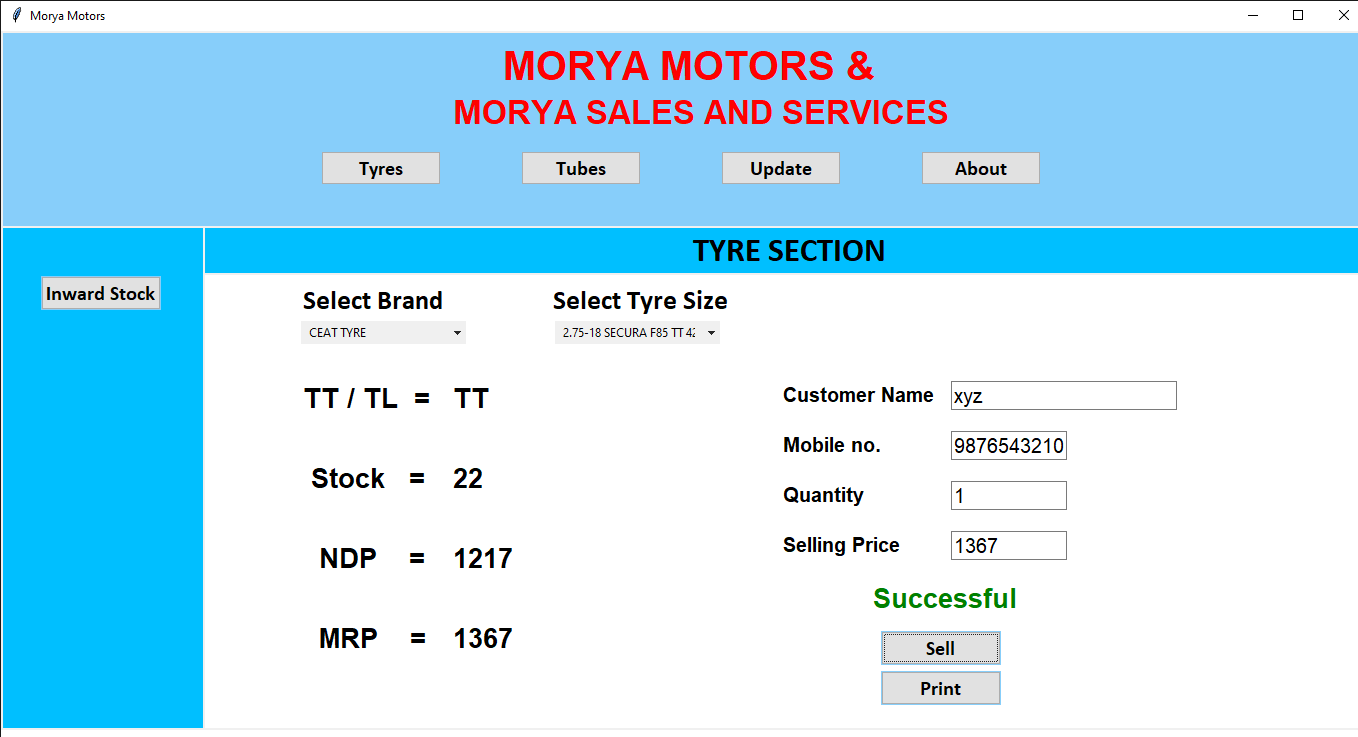 Morya Motors
MORYA MOTORS &
MORYA SALES AND SERVICES
Tyres Tubes Update About
TYRE SECTION
Inward Stock
Select Brand Select Tyre Size
CEAT TYRE 2.75-18 SECURA F85 TT 42
TT / TL = TT
Stock = 22
NDP = 1217
MRP = 1367
Customer Name xyz
Mobile no. 9876543210
Quantity 1
Selling Price 1367
Successful
Sell
Print